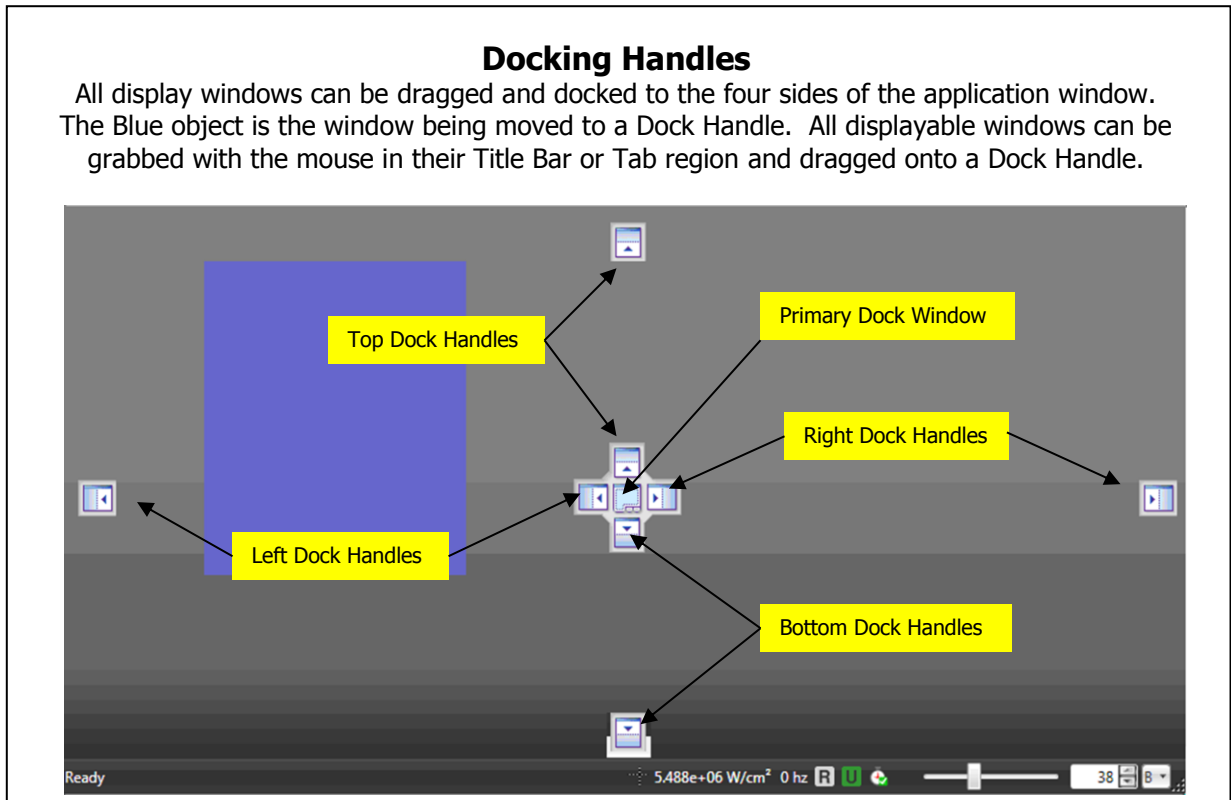 Docking Handles
All display windows can be dragged and docked to the four sides of the application window.
The Blue object is the window being moved to a Dock Handle.  All displayable windows can be
grabbed with the mouse in their Title Bar or Tab region and dragged onto a Dock Handle.
Primary Dock Window
Top Dock Handles
Right Dock Handles
Left Dock Handles
Bottom Dock Handles
Ready 5.488e+06 W/cm² 0 hz R U 38 8